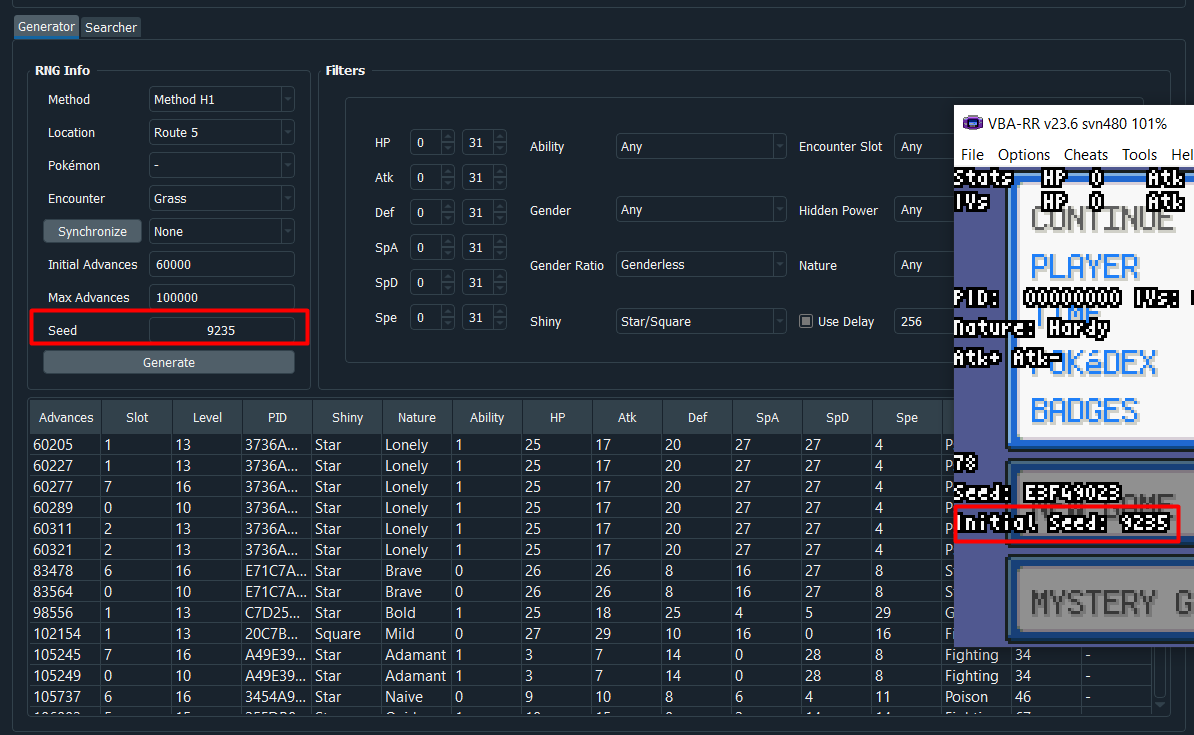 Generator Searcher
RNG Info
Filters
Method Method H1
Location Route 5
Pokémon -
Encounter Grass
Synchronize None
Initial Advances 60000
Max Advances 100000
Seed 9235
Generate
HP 0 31
Atk 0 31
Def 0 31
SpA 0 31
SpD 0 31
Spe 0 31
Ability Any
Gender Any
Gender Ratio Genderless
Shiny Star/Square
Encounter Slot Any
Hidden Power Any
Nature Any
Use Delay 256
VBA-RR v23.6 svn480 101%
File Options Cheats Tools Hel
Stats HP 0 Atk
IVs HP 0 Atk
CONTINUE
PLAYER
PID: 00000000 IVs:
TIME
Nature: Hardy
Atk+ Atk-
POKéDEX
BADGES
78
Seed: E3F49023
Initial Seed: 9235
MYSTERY G
Advances Slot Level PID Shiny Nature Ability HP Atk Def SpA SpD Spe
60205 1 13 3736A... Star Lonely 1 25 17 20 27 27 4 P
60227 1 16 3736A... Star Lonely 1 25 17 20 27 27 4 P
60277 7 16 3736A... Star Lonely 1 25 17 20 27 27 4 P
60289 0 10 3736A... Star Lonely 1 25 17 20 27 27 4 P
60311 2 13 3736A... Star Lonely 1 25 17 20 27 27 4 P
60321 2 13 3736A... Star Lonely 1 25 17 20 27 27 4 P
83478 6 16 E71C7A... Star Brave 0 26 26 8 16 27 8 S
83564 0 10 E71C7A... Star Brave 0 26 26 8 16 27 8 S
98556 1 13 C7D25... Star Bold 1 25 18 25 4 5 29 G
102154 1 13 20C7B... Square Mild 0 27 29 10 16 0 16 Fi
105245 7 16 A49E39... Star Adamant 1 3 7 14 0 28 8 Fighting 34 -
105249 0 10 A49E39... Star Adamant 1 3 7 14 0 28 8 Fighting 34 -
105737 6 16 3454A9... Star Naive 0 9 10 8 6 4 11 Poison 46 -